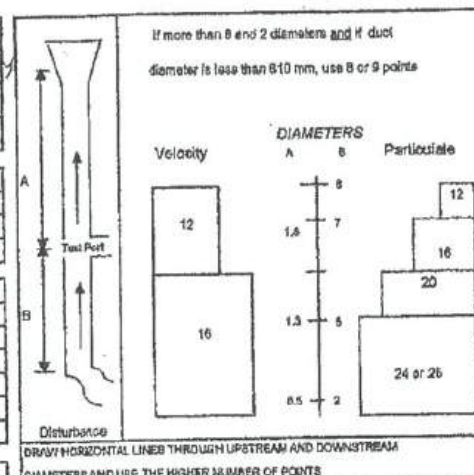 If more than 8 and 2 diameters and if duct
diameter is less than 610 mm, use 8 or 9 points
DIAMETERS
Velocity
A
B
Particulate
8
12
12
1.8
7
A
16
Test Port
20
16
1.3
5
B
24 or 25
0.5
2
Disturbance
DRAW HORIZONTAL LINES THROUGH UPSTREAM AND DOWNSTREAM
DIAMETERS AND USE THE HIGHER NUMBER OF POINTS